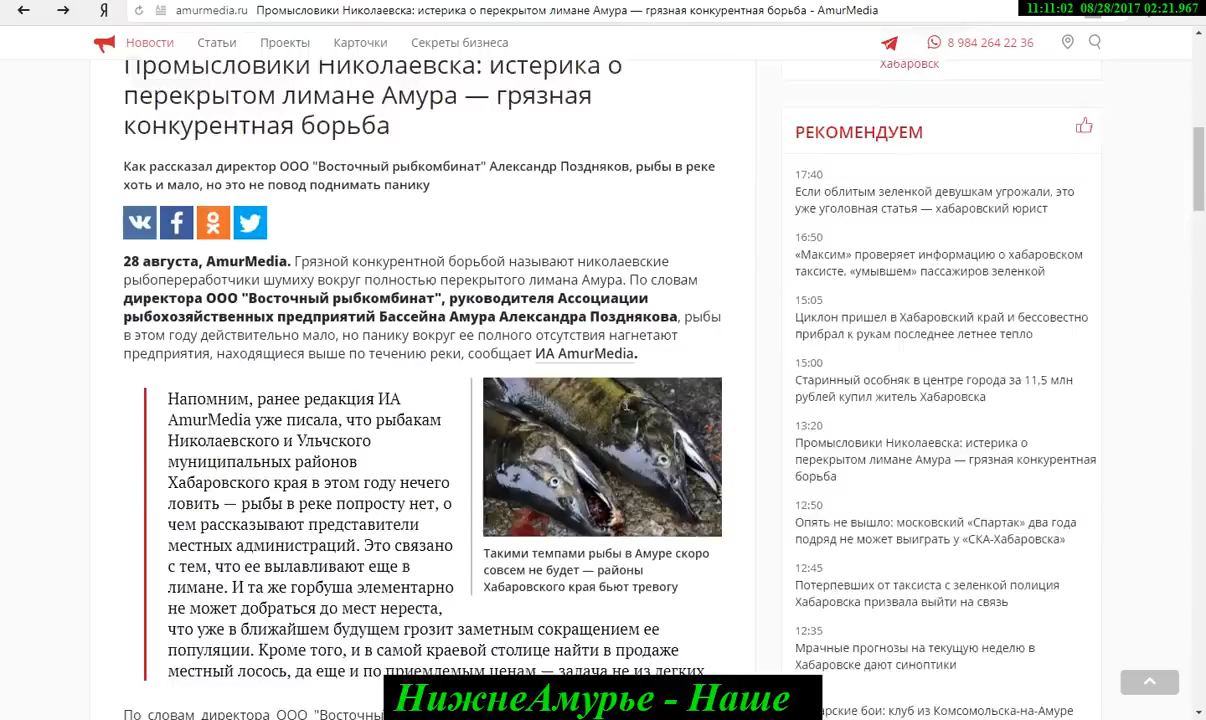 amurmedia.ru Промысловики Николаевска: истерика о перекрытом лимане Амура — грязная конкурентная борьба - AmurMedia
11:11:02 08/28/2017 02:21.967
Новости Статьи Проекты Карточки Секреты бизнеса
8 984 264 22 36
Промысловики Николаевска: истерика о
перекрытом лимане Амура — грязная
конкурентная борьба
Как рассказал директор ООО "Восточный рыбкомбинат" Александр Поздняков, рыбы в реке
хоть и мало, но это не повод поднимать панику
28 августа, AmurMedia. Грязной конкурентной борьбой называют николаевские
рыбопереработчики шумиху вокруг полностью перекрытого лимана Амура. По словам
директора ООО "Восточный рыбкомбинат", руководителя Ассоциации
рыбохозяйственных предприятий Бассейна Амура Александра Позднякова, рыбы
в этом году действительно мало, но панику вокруг ее полного отсутствия нагнетают
предприятия, находящиеся выше по течению реки, сообщает ИА AmurMedia.
Напомним, ранее редакция ИА
AmurMedia уже писала, что рыбакам
Николаевского и Ульчского
муниципальных районов
Хабаровского края в этом году нечего
ловить — рыбы в реке попросту нет, о
чем рассказывают представители
местных администраций. Это связано
с тем, что ее вылавливают еще в
лимане. И та же горбуша элементарно
не может добраться до мест нереста,
что уже в ближайшем будущем грозит заметным сокращением ее
популяции. Кроме того, и в самой краевой столице найти в продаже
местный лосось, да еще и по приемлемым ценам — задача не из легких.
Такими темпами рыбы в Амуре скоро
совсем не будет — районы
Хабаровского края бьют тревогу
По словам директора ООО "Восточны
Хабаровск
РЕКОМЕНДУЕМ
17:40
Если облитым зеленкой девушкам угрожали, это
уже уголовная статья — хабаровский юрист
16:50
«Максим» проверяет информацию о хабаровском
таксисте, «умывшем» пассажиров зеленкой
15:05
Циклон пришел в Хабаровский край и бессовестно
прибрал к рукам последнее летнее тепло
15:00
Старинный особняк в центре города за 11,5 млн
рублей купил житель Хабаровска
13:20
Промысловики Николаевска: истерика о
перекрытом лимане Амура — грязная конкурентная
борьба
12:50
Опять не вышло: московский «Спартак» два года
подряд не может выиграть у «СКА-Хабаровска»
12:45
Потерпевших от таксиста с зеленкой полиция
Хабаровска призвала выйти на связь
12:35
Мрачные прогнозы на текущую неделю в
Хабаровске дают синоптики
арские бои: клуб из Комсомольска-на-Амуре
НижнеАмурье - Наше